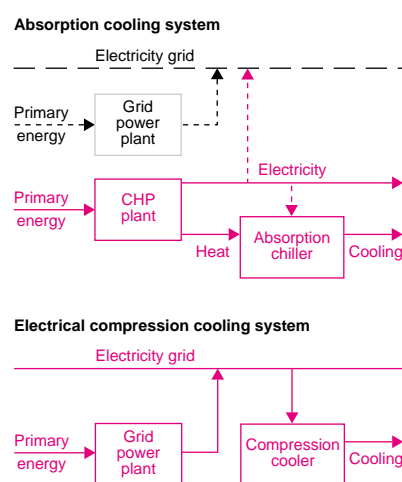 Absorption cooling system
Electricity grid
Primary
energy
Grid
power
plant
Electricity
Primary
energy
CHP
plant
Heat
Absorption
chiller
Cooling
Electrical compression cooling system
Electricity grid
Primary
energy
Grid
power
plant
Compression
cooler
Cooling